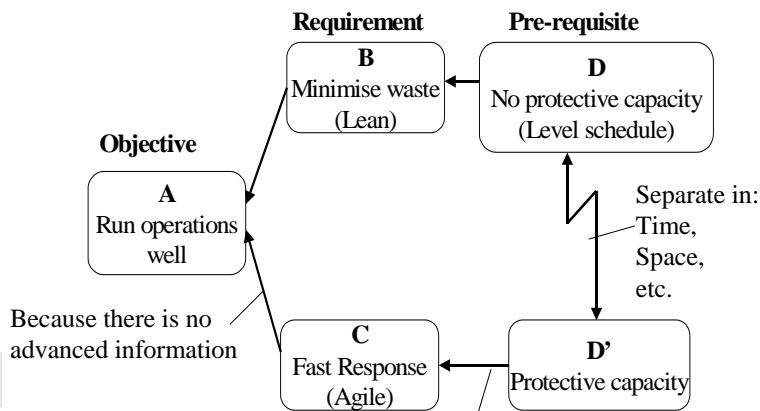 Requirement
Pre-requisite
B
Minimise waste
(Lean)
D
No protective capacity
(Level schedule)
Objective
A
Run operations
well
Separate in:
Time,
Space,
etc.
Because there is no
advanced information
C
Fast Response
(Agile)
D’
Protective capacity